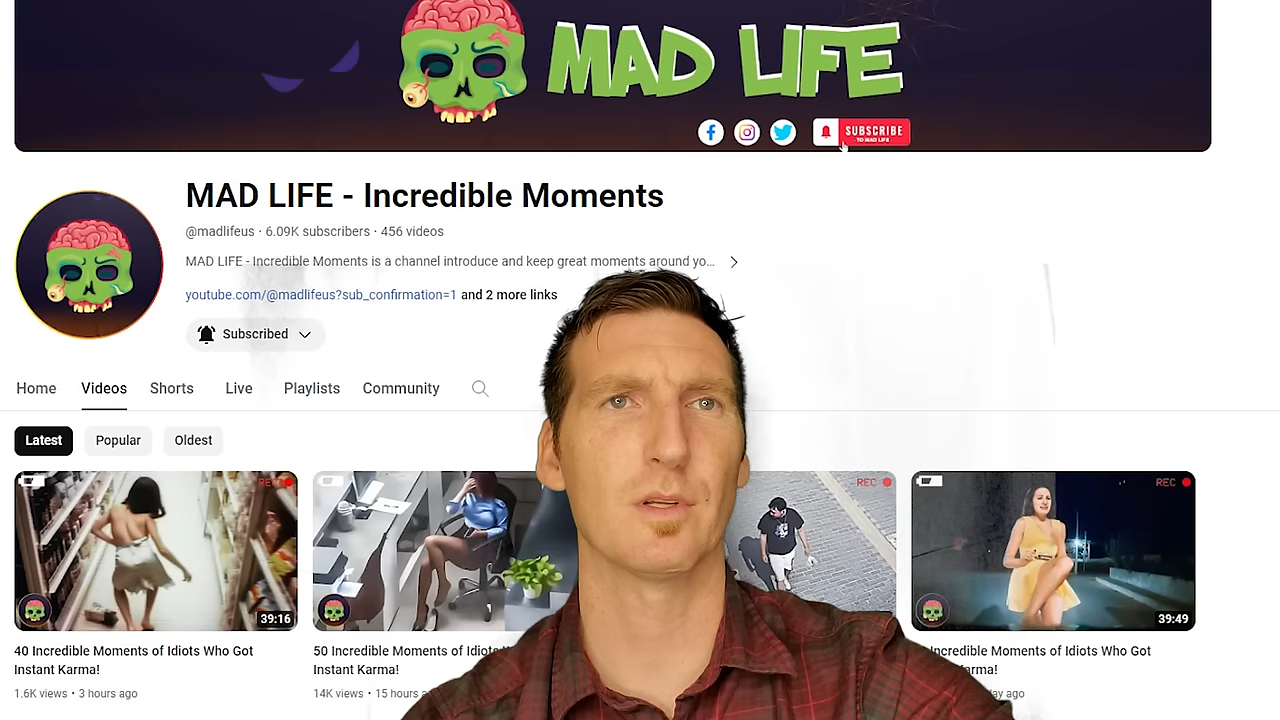 MAD LIFE
SUBSCRIBE
TO MAD LIFE
MAD LIFE - Incredible Moments
@madlifeus · 6.09K subscribers · 456 videos
MAD LIFE - Incredible Moments is a channel introduce and keep great moments around yo...
youtube.com/@madlifeus?sub_confirmation=1 and 2 more links
Subscribed
Home Videos Shorts Live Playlists Community
Latest Popular Oldest
REC
REC
REC
39:16
39:49
40 Incredible Moments of Idiots Who Got
Instant Karma!
1.6K views · 3 hours ago
50 Incredible Moments of Idiots
Instant Karma!
14K views · 15 hours
Incredible Moments of Idiots Who Got
ago